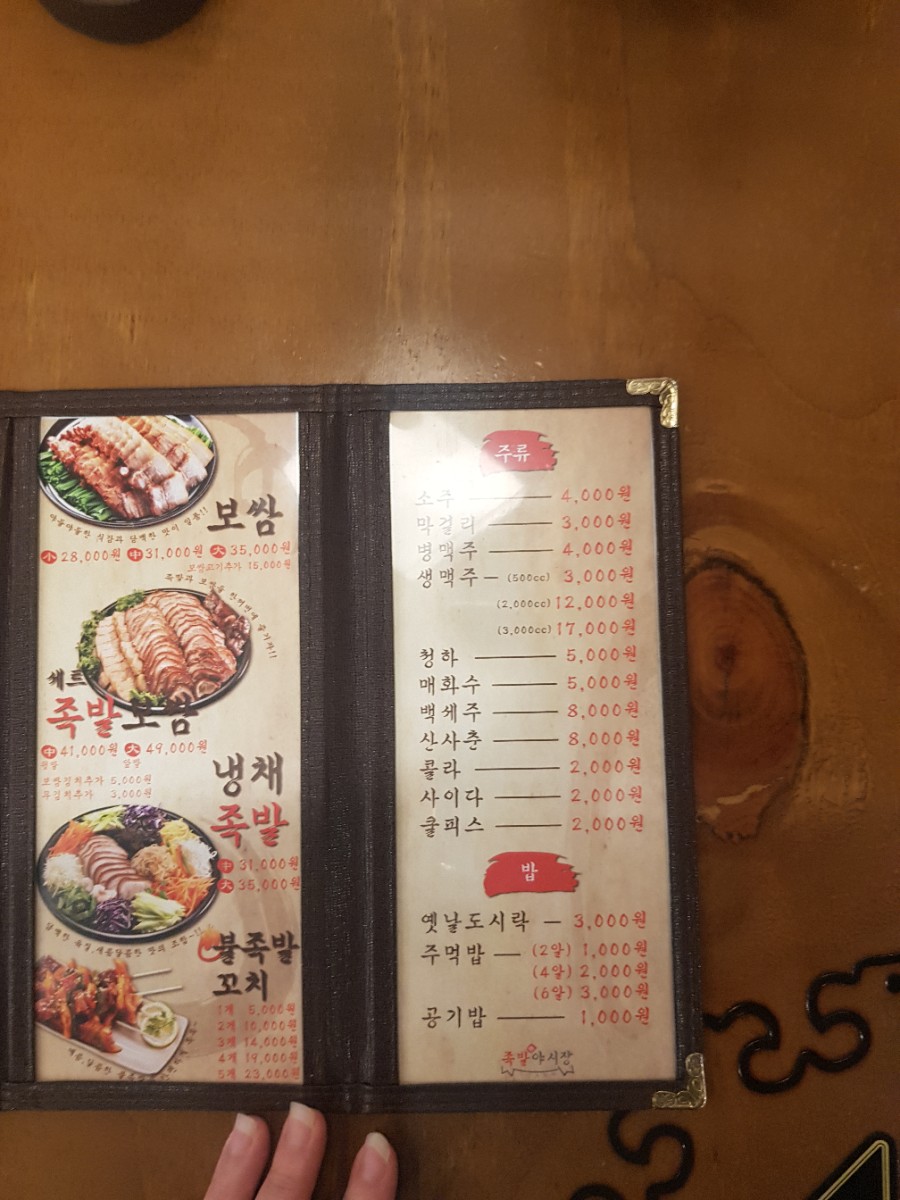 보쌈
小 28,000원 中 31,000원 大 35,000원
보쌈고기추가 15,000원
세트
족발보쌈
中 41,000원 大 49,000원
보쌈김치추가 5,000원
무김치추가 3,000원
냉채
족발
中 31,000원
大 35,000원
불족발
꼬치
1개 5,000원
2개 10,000원
3개 14,000원
4개 19,000원
5개 23,000원
주류
소주 4,000원
막걸리 3,000원
병맥주 4,000원
생맥주 (500cc) 3,000원
(2,000cc) 12,000원
(3,000cc) 17,000원
청하 5,000원
매화수 5,000원
백세주 8,000원
산사춘 8,000원
콜라 2,000원
사이다 2,000원
쿨피스 2,000원
밥
옛날도시락 3,000원
주먹밥 (2알) 1,000원
(4알) 2,000원
(6알) 3,000원
공기밥 1,000원
족발야시장